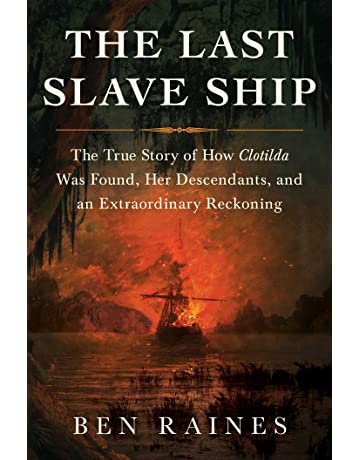 THE LAST
SLAVE SHIP
The True Story of How Clotilda
Was Found, Her Descendants, and
an Extraordinary Reckoning
BEN RAINES